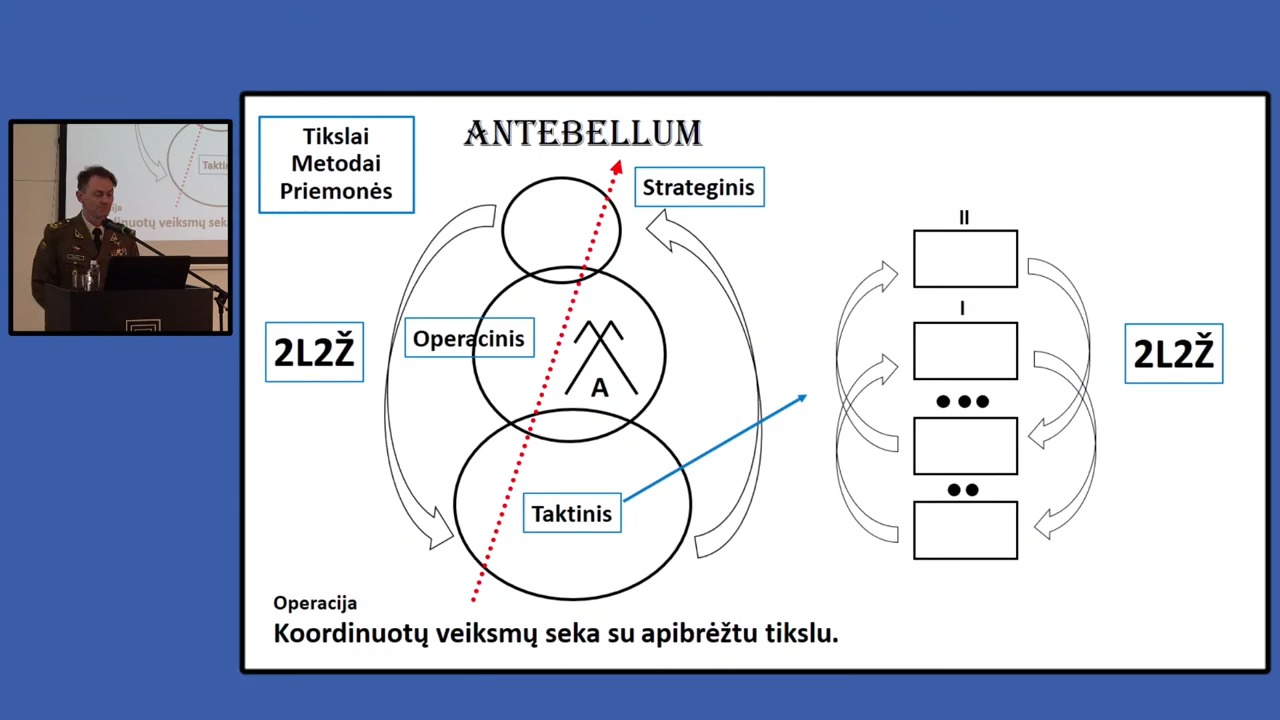 Tikslai
Metodai
Priemonės
ANTEBELLUM
Strateginis
Operacinis
A
Taktinis
2L2Ž
II
I
2L2Ž
Operacija
Koordinuotų veiksmų seka su apibrėžtu tikslu.